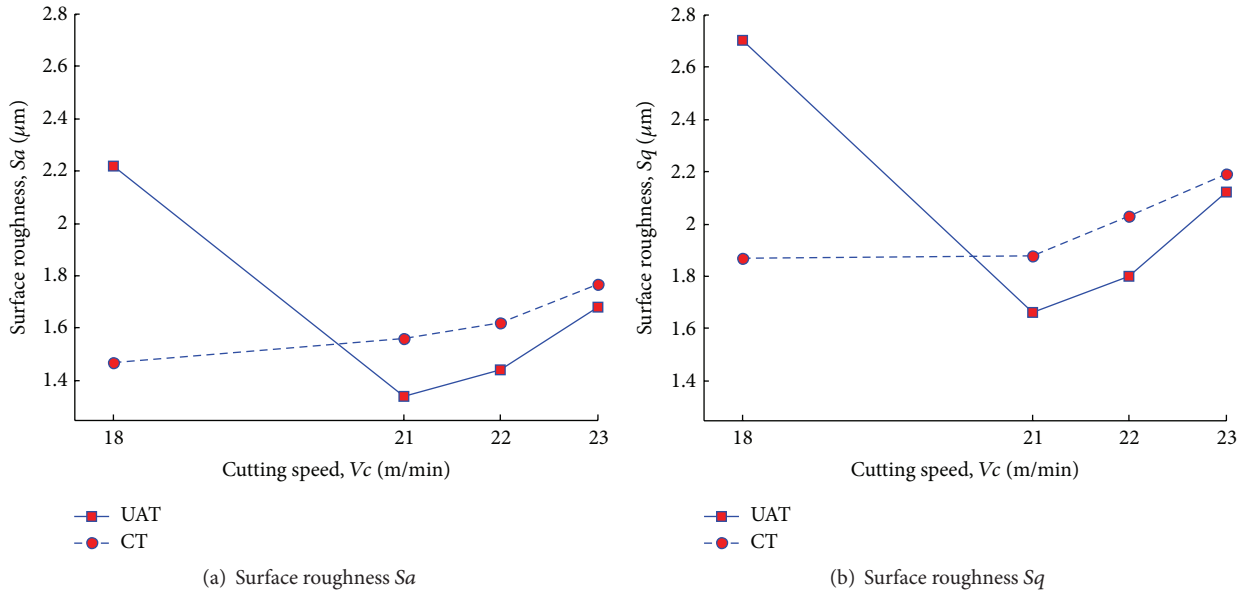 2.8
2.6
2.4
2.2
2
1.8
1.6
1.4
Surface roughness, Sa (μm)
18 21 22 23
Cutting speed, Vc (m/min)
UAT
CT
(a) Surface roughness Sa
2.8
2.6
2.4
2.2
2
1.8
1.6
1.4
Surface roughness, Sq (μm)
18 21 22 23
Cutting speed, Vc (m/min)
UAT
CT
(b) Surface roughness Sq